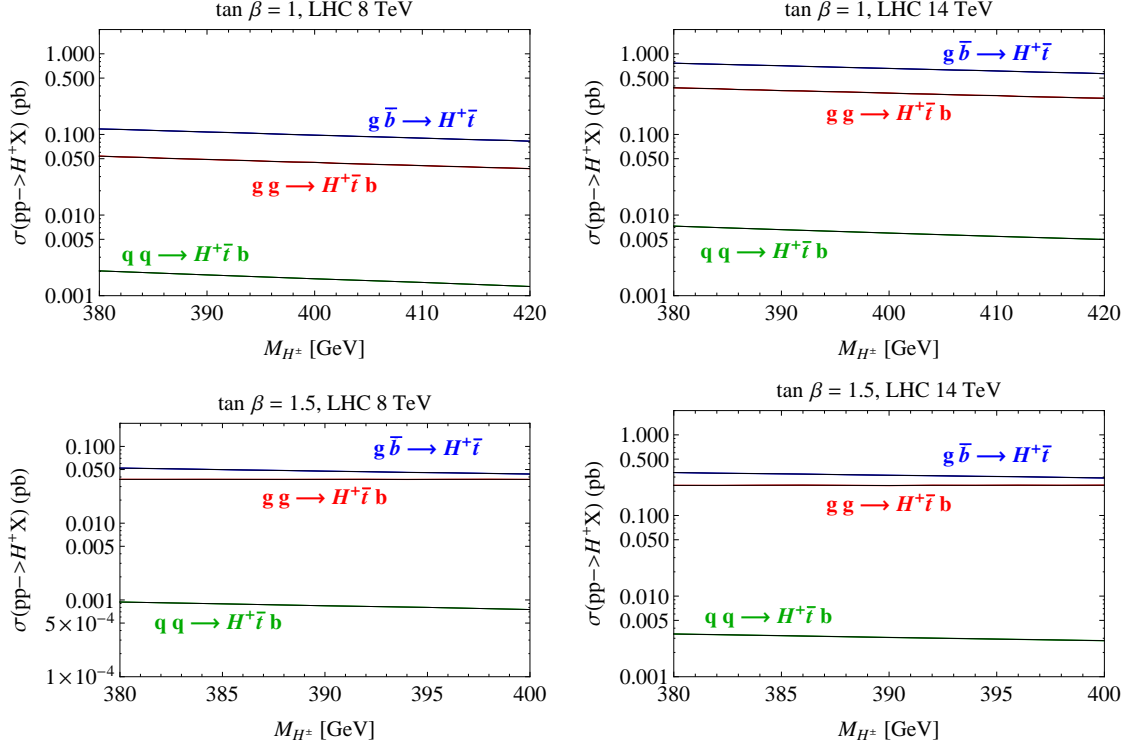 tan β = 1, LHC 8 TeV
σ(pp−>H⁺X) (pb)
1.000
0.500
0.100
0.050
0.010
0.005
0.001
g b̄ ⟶ H⁺t̄
g g ⟶ H⁺t̄ b
q q ⟶ H⁺t̄ b
380 390 400 410 420
M_H± [GeV]
tan β = 1, LHC 14 TeV
σ(pp−>H⁺X) (pb)
1.000
0.500
0.100
0.050
0.010
0.005
0.001
g b̄ ⟶ H⁺t̄
g g ⟶ H⁺t̄ b
q q ⟶ H⁺t̄ b
380 390 400 410 420
M_H± [GeV]
tan β = 1.5, LHC 8 TeV
σ(pp−>H⁺X) (pb)
0.100
0.050
0.010
0.005
0.001
5×10⁻⁴
1×10⁻⁴
g b̄ ⟶ H⁺t̄
g g ⟶ H⁺t̄ b
q q ⟶ H⁺t̄ b
380 385 390 395 400
M_H± [GeV]
tan β = 1.5, LHC 14 TeV
σ(pp−>H⁺X) (pb)
1.000
0.500
0.100
0.050
0.010
0.005
0.001
g b̄ ⟶ H⁺t̄
g g ⟶ H⁺t̄ b
q q ⟶ H⁺t̄ b
380 385 390 395 400
M_H± [GeV]